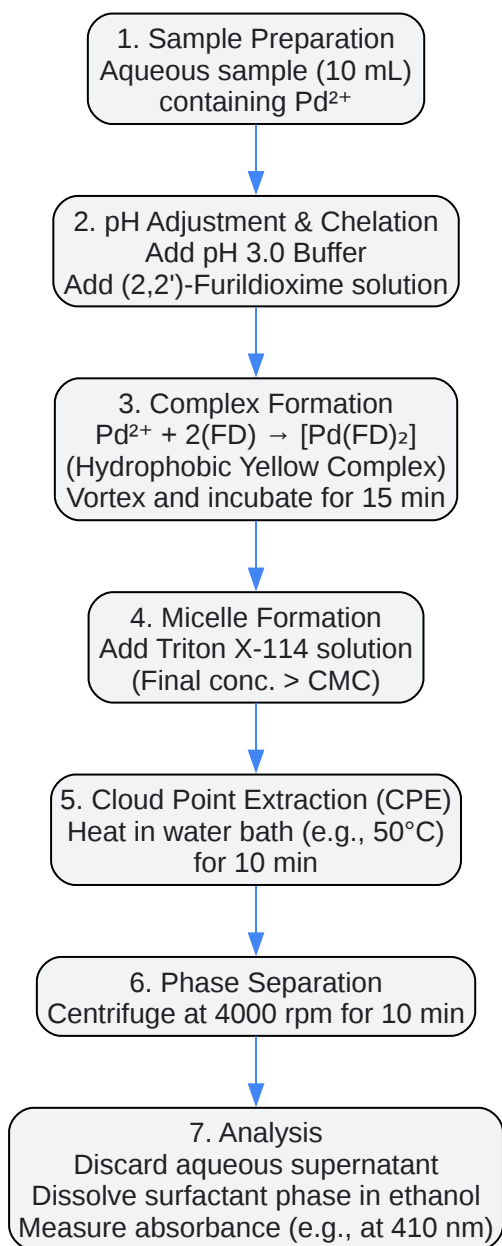 1. Sample Preparation
Aqueous sample (10 mL)
containing Pd²⁺
2. pH Adjustment & Chelation
Add pH 3.0 Buffer
Add (2,2')-Furildioxime solution
3. Complex Formation
Pd²⁺ + 2(FD) → [Pd(FD)₂]
(Hydrophobic Yellow Complex)
Vortex and incubate for 15 min
4. Micelle Formation
Add Triton X-114 solution
(Final conc. > CMC)
5. Cloud Point Extraction (CPE)
Heat in water bath (e.g., 50°C)
for 10 min
6. Phase Separation
Centrifuge at 4000 rpm for 10 min
7. Analysis
Discard aqueous supernatant
Dissolve surfactant phase in ethanol
Measure absorbance (e.g., at 410 nm)